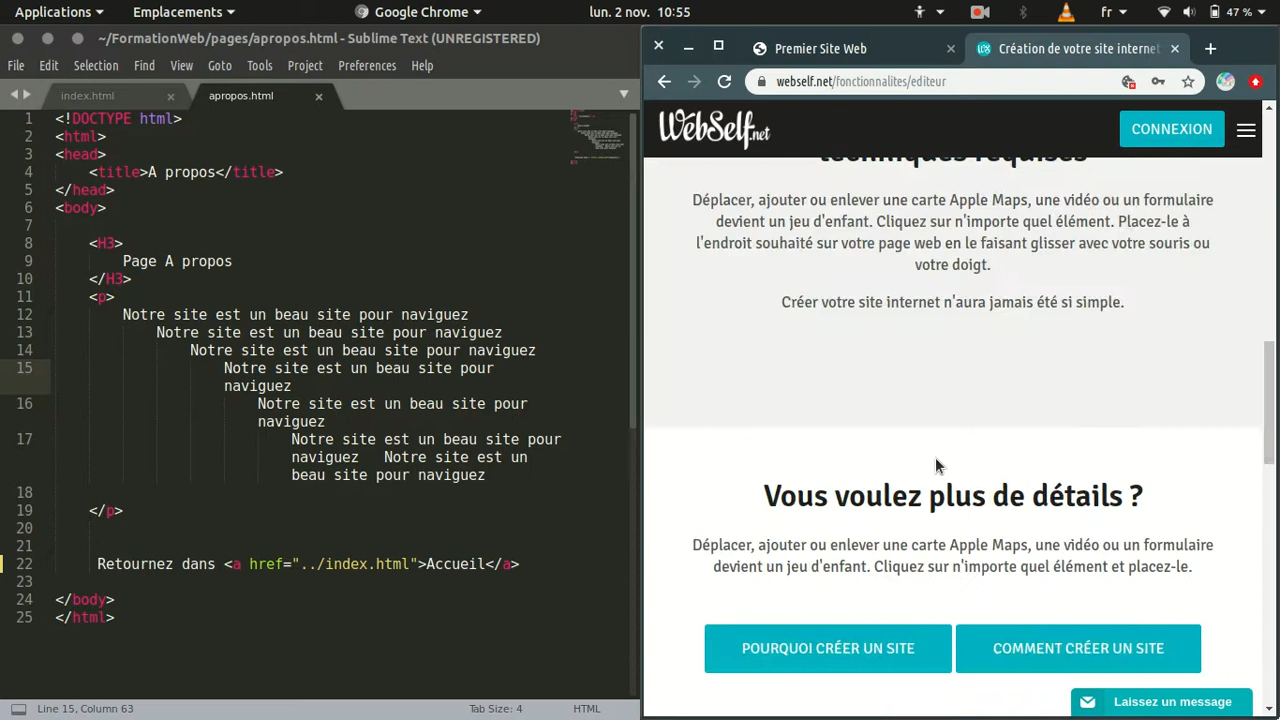 Applications Emplacements Google Chrome lun. 2 nov. 10:55 fr 47 %
~/FormationWeb/pages/apropos.html - Sublime Text (UNREGISTERED)
File Edit Selection Find View Goto Tools Project Preferences Help
index.html apropos.html
1 <!DOCTYPE html>
2 <html>
3 <head>
4 <title>A propos</title>
5 </head>
6 <body>
7
8 <H3>
9 Page A propos
10 </H3>
11 <p>
12 Notre site est un beau site pour naviguez
13 Notre site est un beau site pour naviguez
14 Notre site est un beau site pour naviguez
15 Notre site est un beau site pour
naviguez
16 Notre site est un beau site pour
naviguez
17 Notre site est un beau site pour
naviguez Notre site est un
beau site pour naviguez
18
19 </p>
20
21
22 Retournez dans <a href="../index.html">Accueil</a>
23
24 </body>
25 </html>
Line 15, Column 63 Tab Size: 4 HTML
Premier Site Web Création de votre site internet
webself.net/fonctionnalites/editeur
WebSelf.net CONNEXION
techniques requises
Déplacer, ajouter ou enlever une carte Apple Maps, une vidéo ou un formulaire
devient un jeu d'enfant. Cliquez sur n'importe quel élément. Placez-le à
l'endroit souhaité sur votre page web en le faisant glisser avec votre souris ou
votre doigt.
Créer votre site internet n'aura jamais été si simple.
Vous voulez plus de détails ?
Déplacer, ajouter ou enlever une carte Apple Maps, une vidéo ou un formulaire
devient un jeu d'enfant. Cliquez sur n'importe quel élément et placez-le.
POURQUOI CRÉER UN SITE COMMENT CRÉER UN SITE
Laissez un message